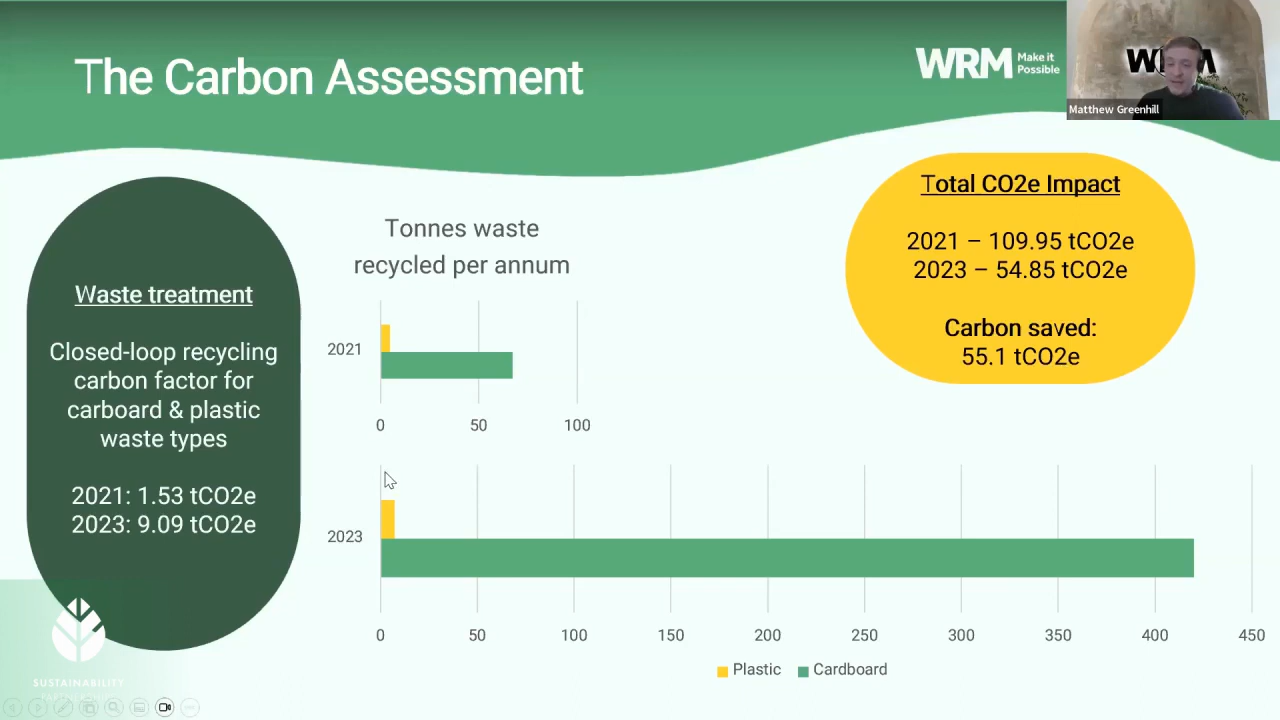 The Carbon Assessment
WRM Make it Possible
WRM
Matthew Greenhill
Total CO2e Impact
2021 – 109.95 tCO2e
2023 – 54.85 tCO2e
Carbon saved:
55.1 tCO2e
Waste treatment
Closed-loop recycling
carbon factor for
carboard & plastic
waste types
2021: 1.53 tCO2e
2023: 9.09 tCO2e
Tonnes waste
recycled per annum
2021
0 50 100
2023
0 50 100 150 200 250 300 350 400 450
Plastic Cardboard
SUSTAINABILITY